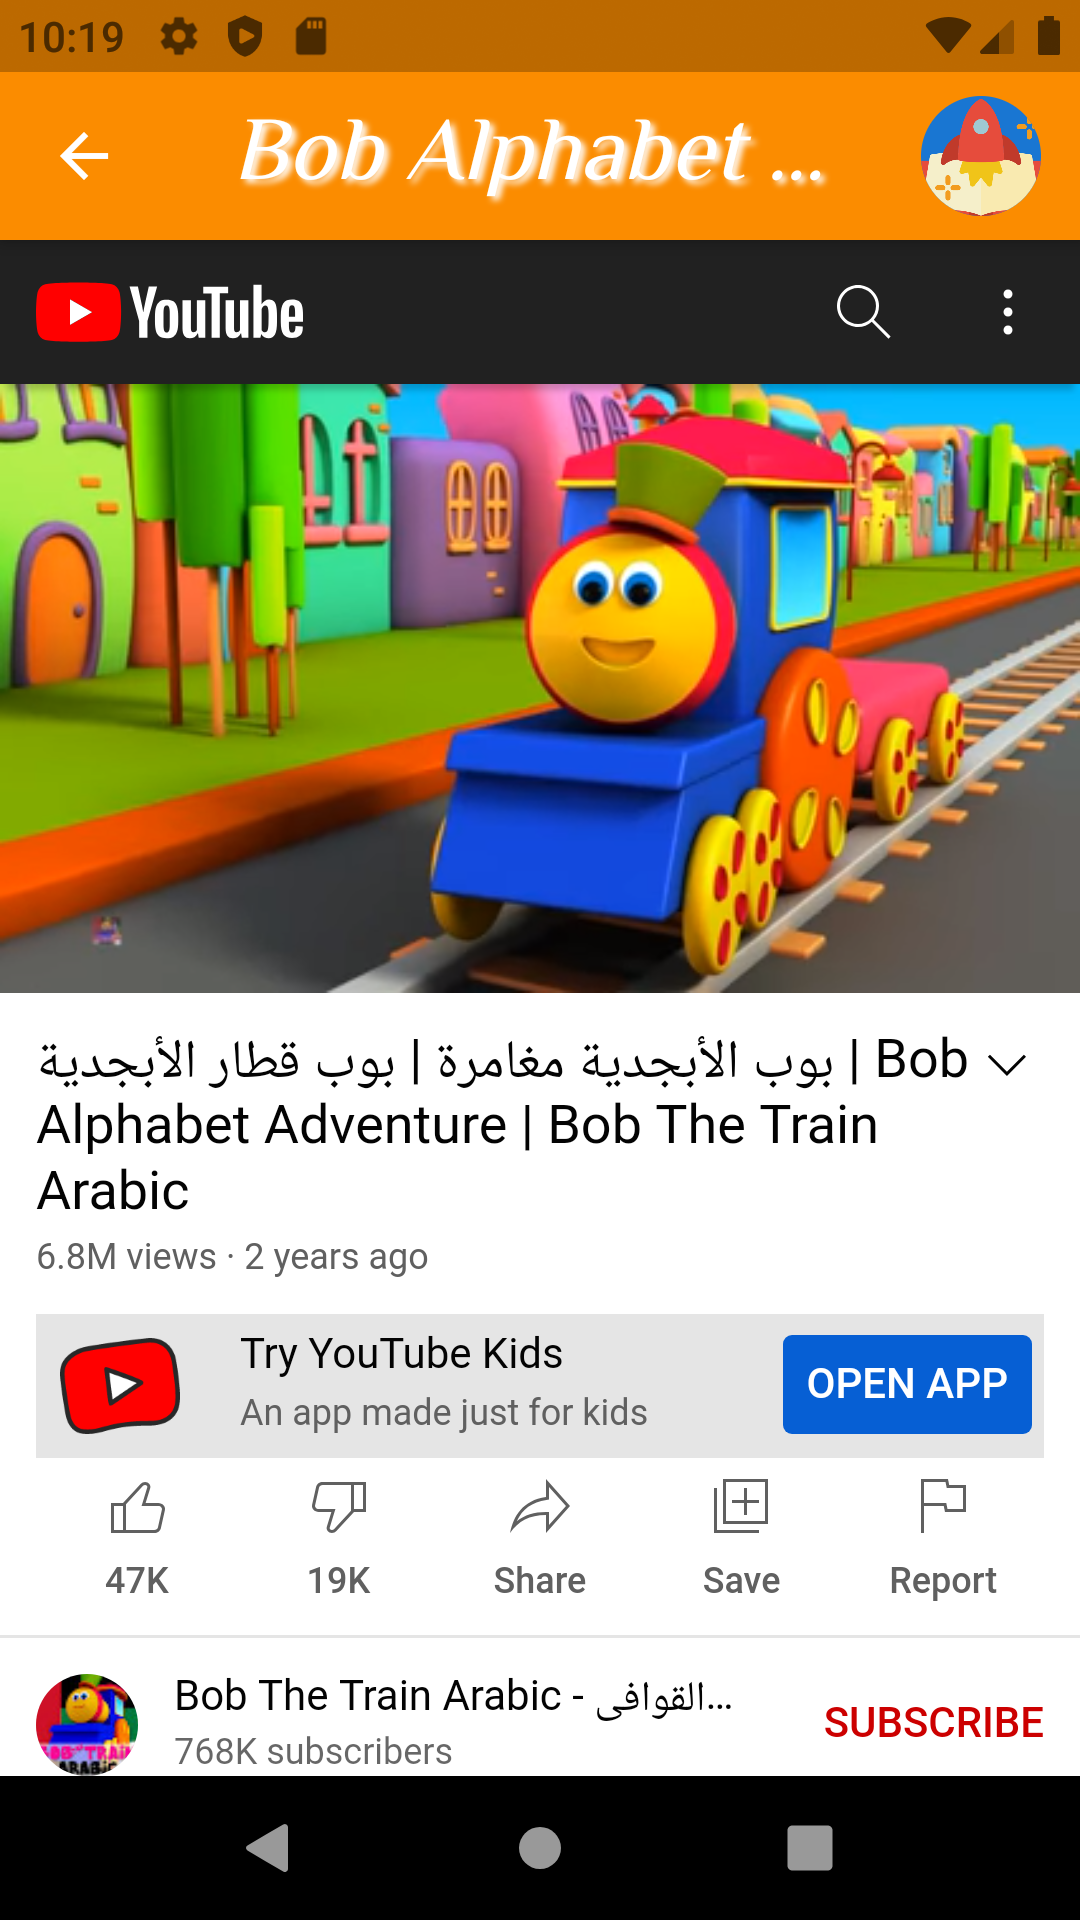 10:19
Bob Alphabet ...
YouTube
بوب الأبجدية مغامرة | بوب قطار الأبجدية | Bob
Alphabet Adventure | Bob The Train
Arabic
6.8M views · 2 years ago
Try YouTube Kids
An app made just for kids
OPEN APP
47K
19K
Share
Save
Report
Bob The Train Arabic - القوافى...
768K subscribers
SUBSCRIBE